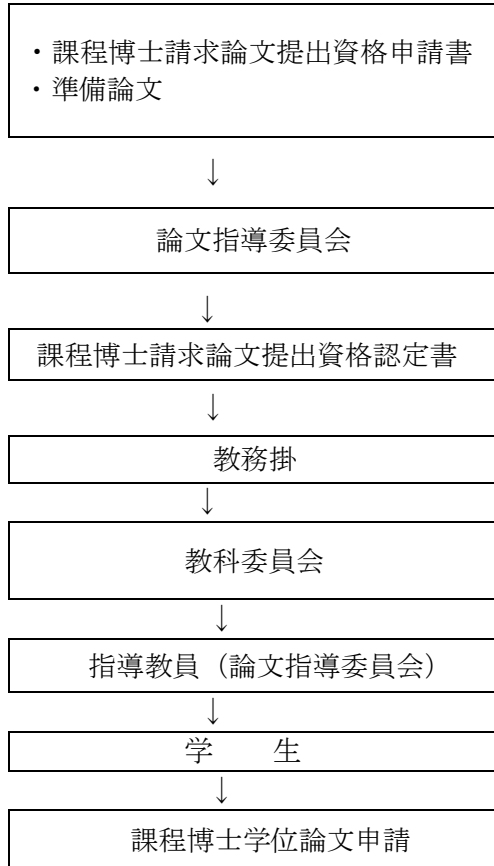 ・課程博士請求論文提出資格申請書
・準備論文
↓
論文指導委員会
↓
課程博士請求論文提出資格認定書
↓
教務掛
↓
教科委員会
↓
指導教員（論文指導委員会）
↓
学　　生
↓
課程博士学位論文申請